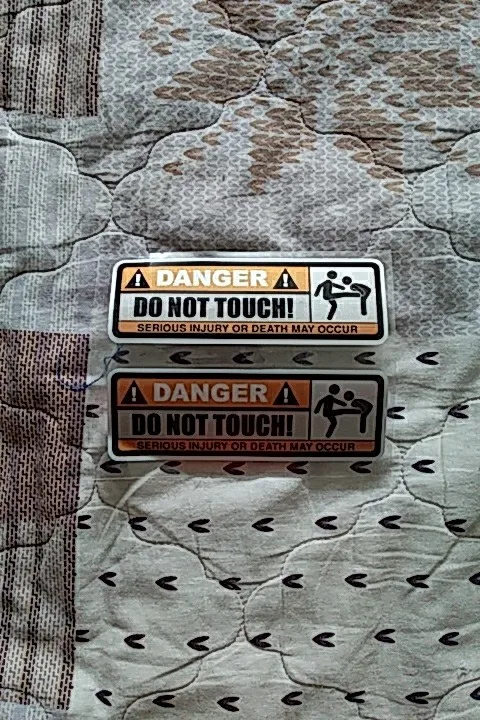 DANGER
DO NOT TOUCH!
SERIOUS INJURY OR DEATH MAY OCCUR
DANGER
DO NOT TOUCH!
SERIOUS INJURY OR DEATH MAY OCCUR